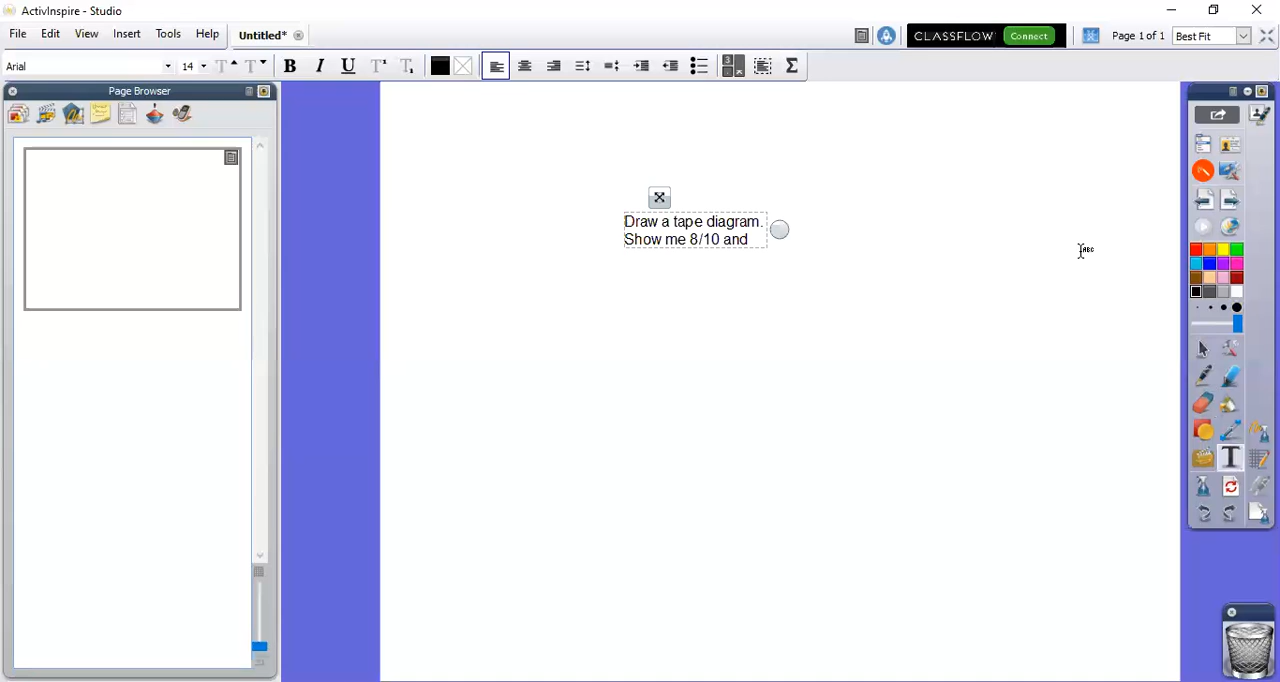 ActivInspire - Studio
File Edit View Insert Tools Help Untitled*
CLASSFLOW Connect Page 1 of 1 Best Fit
Arial 14 B I U
Page Browser
Draw a tape diagram.
Show me 8/10 and
ABC